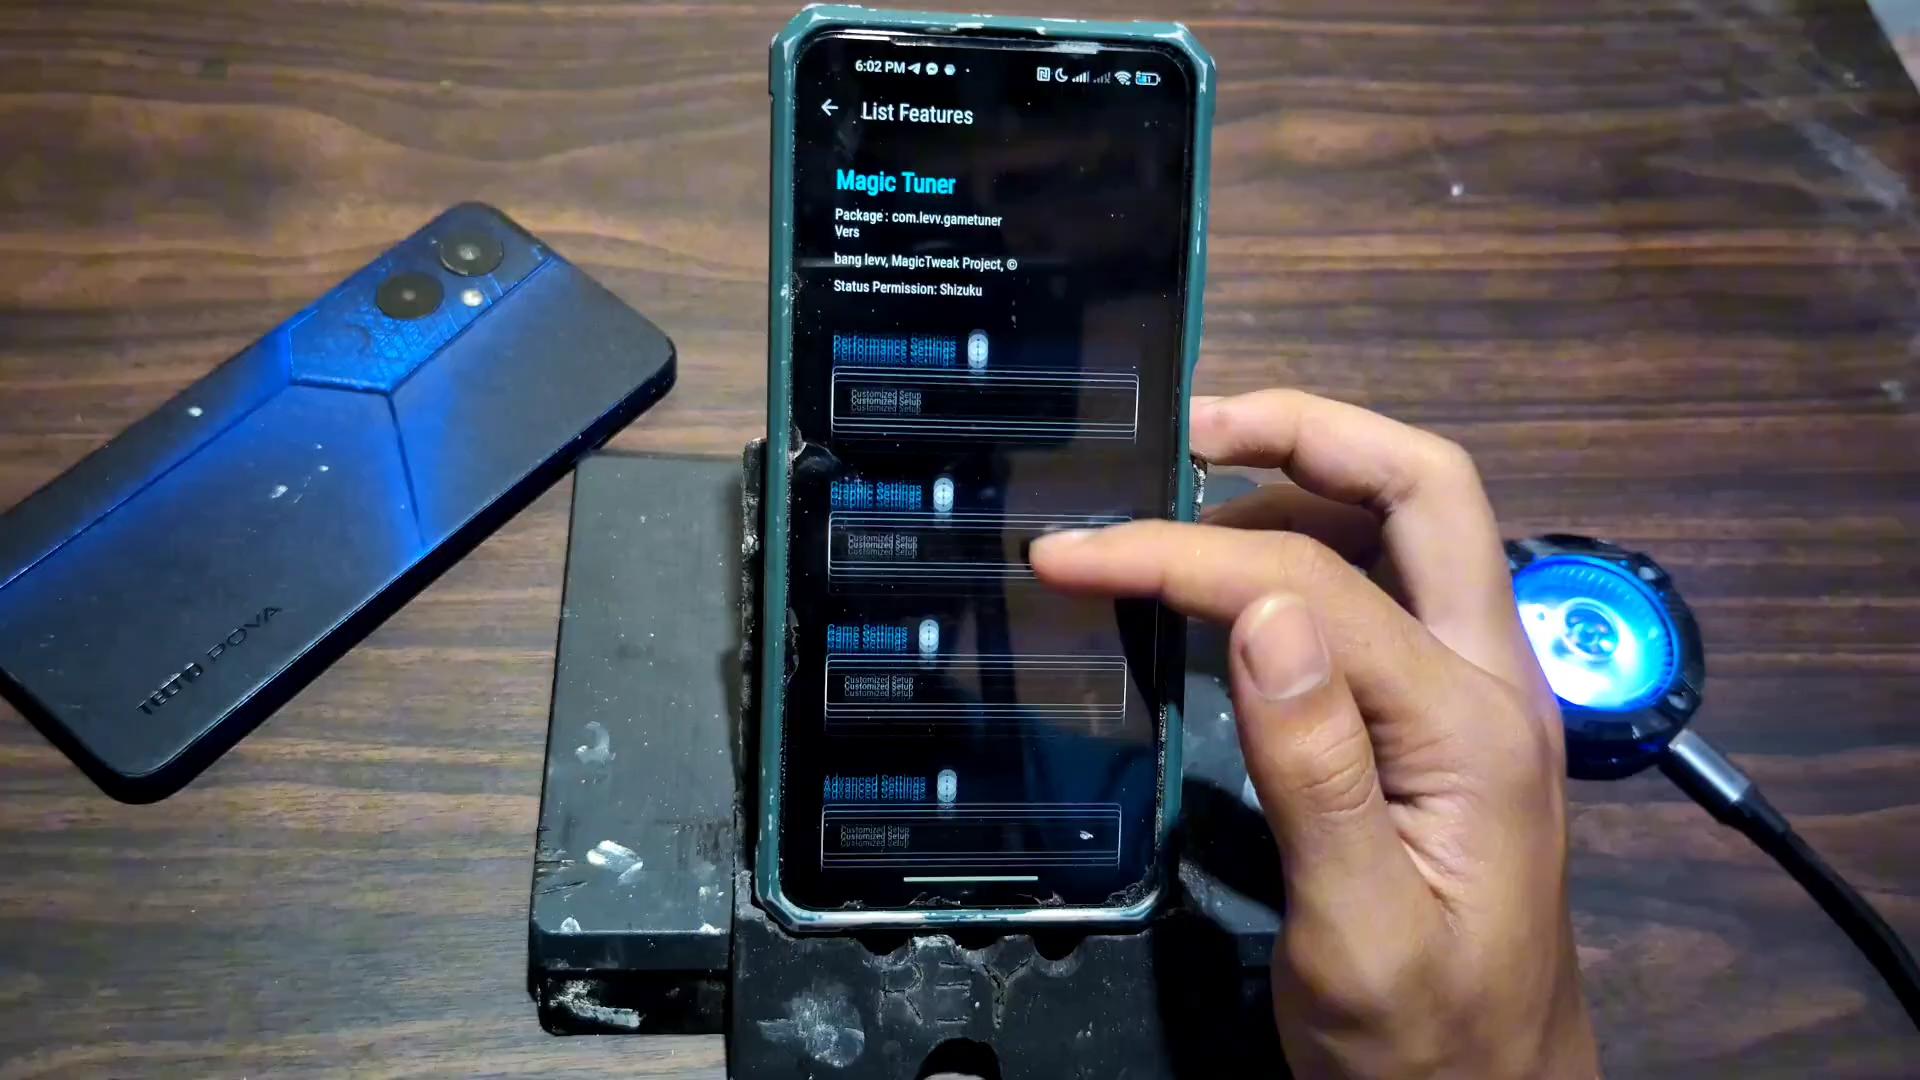 6:02 PM
List Features
Magic Tuner
Package : com.levv.gametuner
Vers
bang levv, MagicTweak Project, ©
Status Permission: Shizuku
Performance Settings
Customized Setup
Graphic Settings
Customized Setup
Game Settings
Customized Setup
Advanced Settings
Customized Setup
TECNO POVA
REY